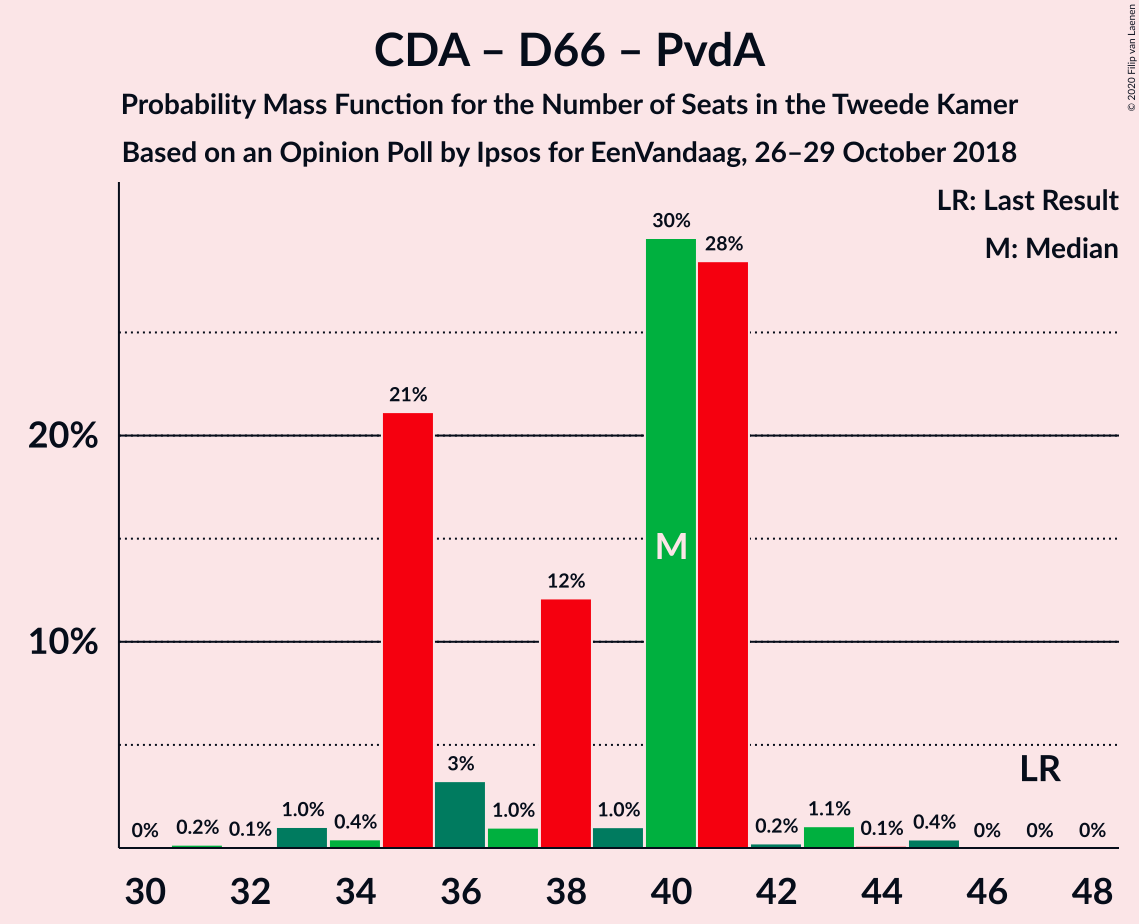 CDA – D66 – PvdA
Probability Mass Function for the Number of Seats in the Tweede Kamer
Based on an Opinion Poll by Ipsos for EenVandaag, 26–29 October 2018
© 2020 Filip van Laenen
LR: Last Result
M: Median
30%
28%
21%
20%
M
12%
10%
LR
3%
0%
0.2%
0.1%
1.0%
0.4%
1.0%
1.0%
0.2%
1.1%
0.1%
0.4%
0%
0%
0%
30 32 34 36 38 40 42 44 46 48